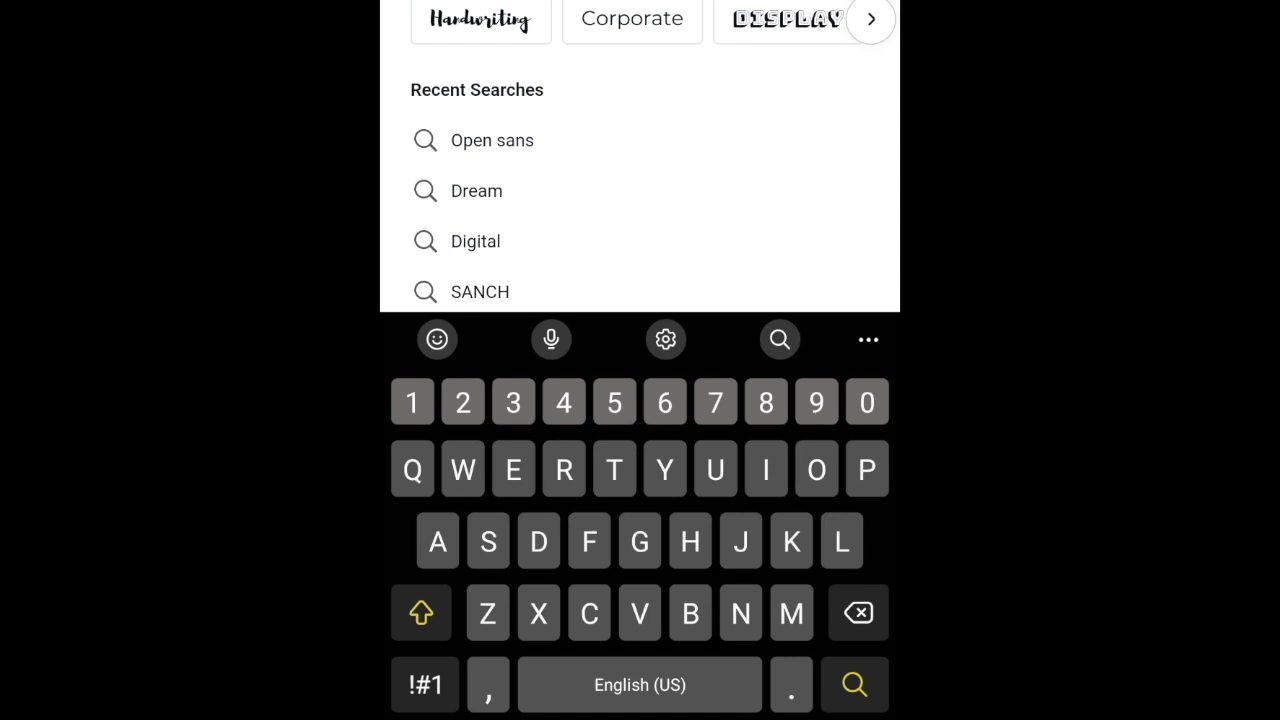 Handwriting Corporate DISPLAY
Recent Searches
Open sans
Dream
Digital
SANCH
1 2 3 4 5 6 7 8 9 0
Q W E R T Y U I O P
A S D F G H J K L
Z X C V B N M
!#1 , English (US) .